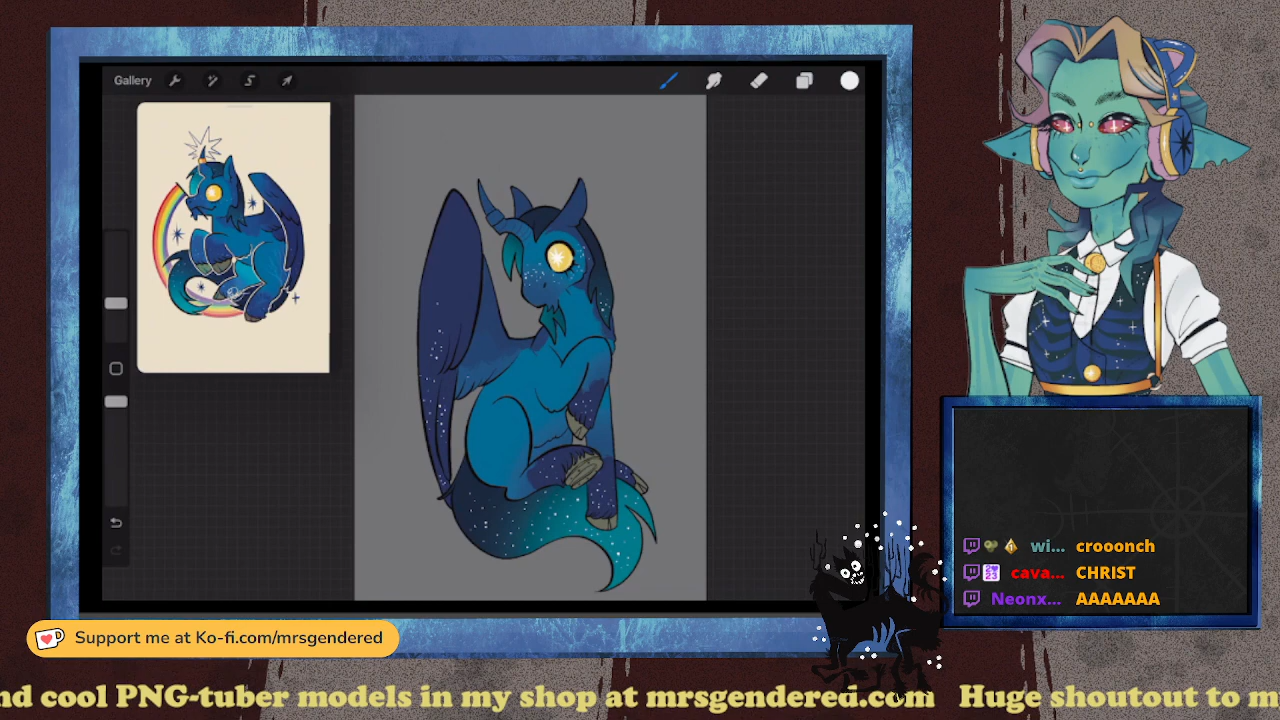 Gallery
wi... crooonch
cava... CHRIST
Neonx... AAAAAAA
Support me at Ko-fi.com/mrsgendered
nd cool PNG-tuber models in my shop at mrsgendered.com Huge shoutout to m